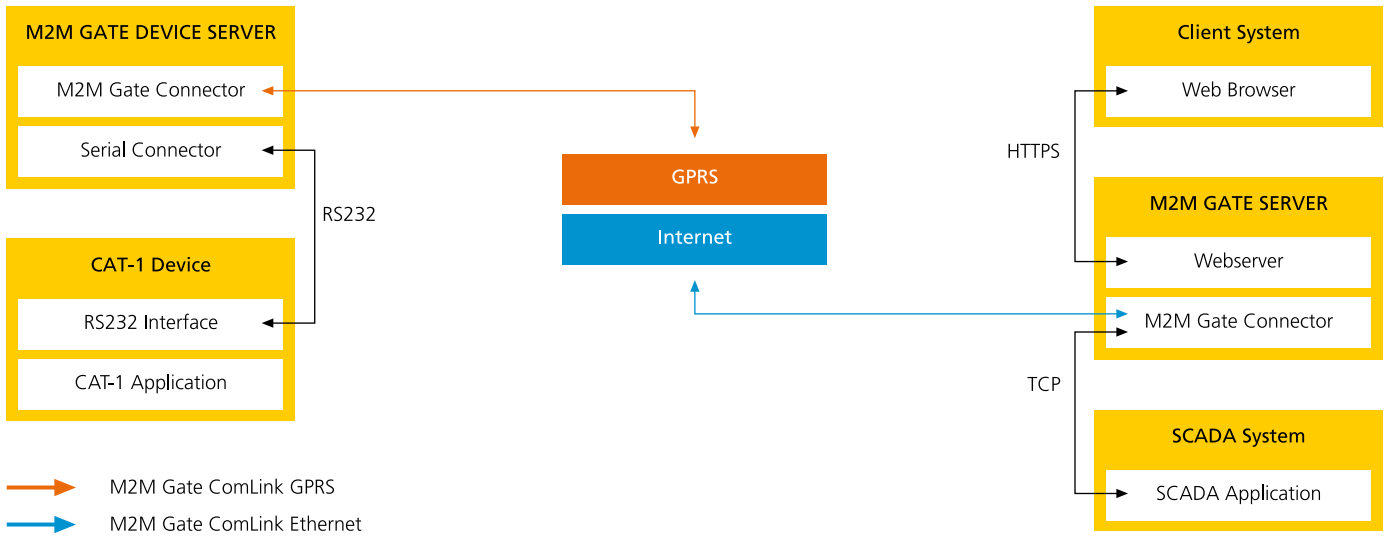 M2M GATE DEVICE SERVER
M2M Gate Connector
Serial Connector
RS232
CAT-1 Device
RS232 Interface
CAT-1 Application
GPRS
Internet
Client System
Web Browser
HTTPS
M2M GATE SERVER
Webserver
M2M Gate Connector
TCP
SCADA System
SCADA Application
M2M Gate ComLink GPRS
M2M Gate ComLink Ethernet